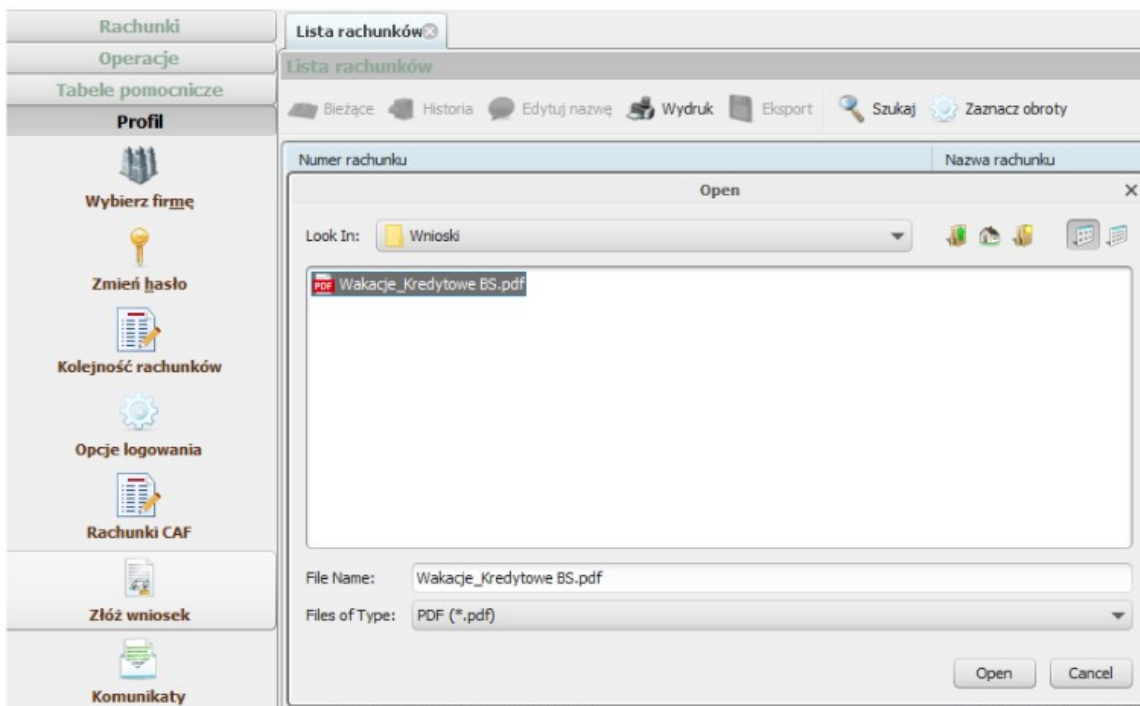 Rachunki
Operacje
Tabele pomocnicze
Profil
Wybierz firmę
Zmień hasło
Kolejność rachunków
Opcje logowania
Rachunki CAF
Złóż wniosek
Komunikaty
Lista rachunków
Lista rachunków
Bieżące Historia Edytuj nazwę Wydruk Eksport Szukaj Zaznacz obroty
Numer rachunku Nazwa rachunku
Open
Look In: Wnioski
PDF Wakacje_Kredytowe BS.pdf
File Name: Wakacje_Kredytowe BS.pdf
Files of Type: PDF (*.pdf)
Open Cancel